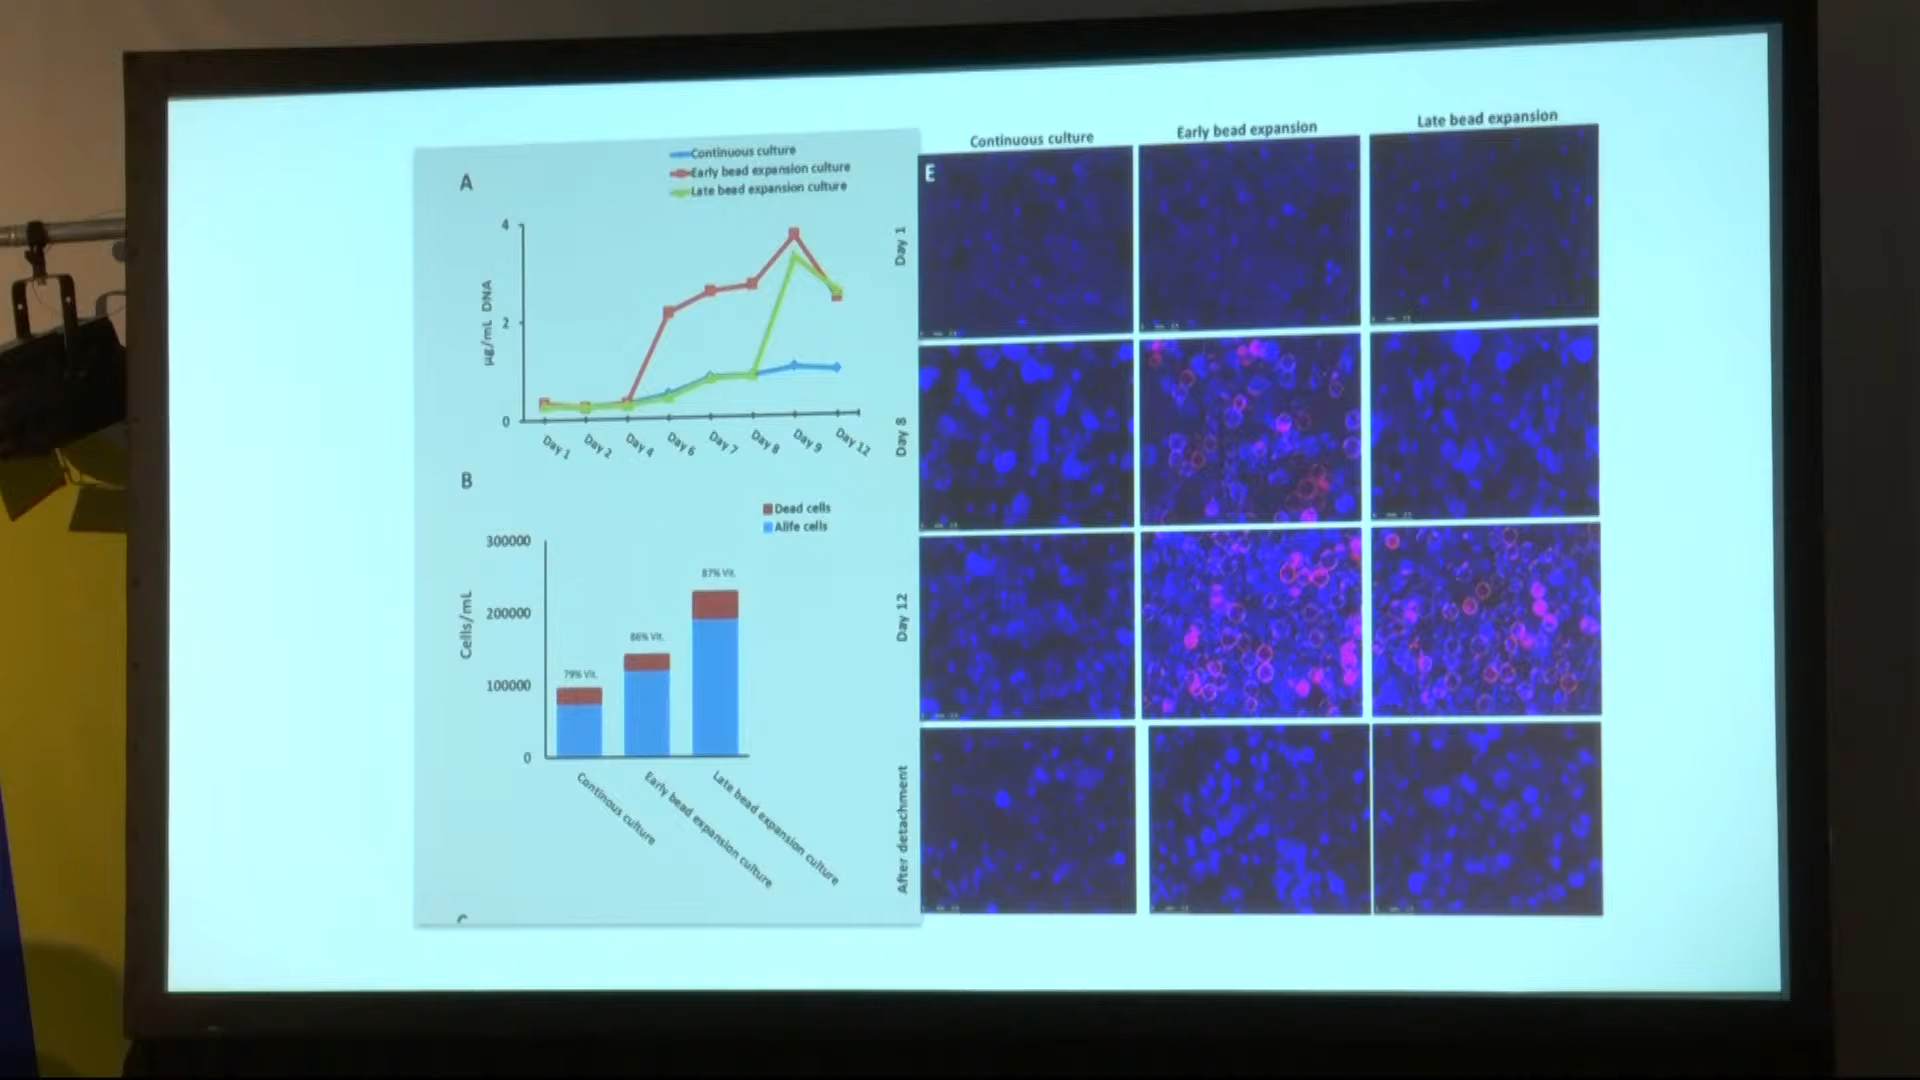 A
Continuous culture
Early bead expansion culture
Late bead expansion culture
4
2
0
µg/mL DNA
Day 1
Day 2
Day 4
Day 6
Day 7
Day 8
Day 9
Day 12
B
Dead cells
Alife cells
300000
200000
100000
0
Cells/mL
79% Vit.
86% Vit.
87% Vit.
Continous culture
Early bead expansion culture
Late bead expansion culture
Continuous culture
Early bead expansion
Late bead expansion
E
Day 1
Day 8
Day 12
After detachment